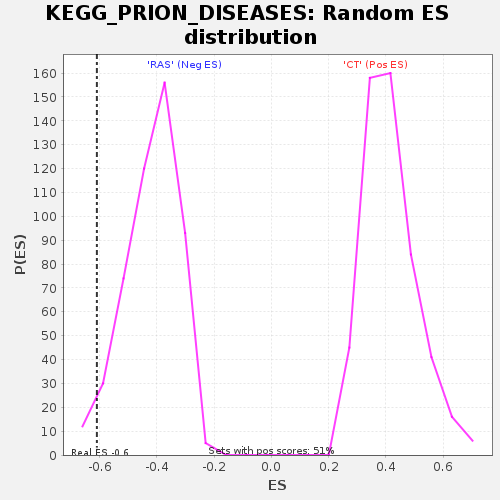 KEGG_PRION_DISEASES: Random ES
distribution
'RAS' (Neg ES)
'CT' (Pos ES)
160
150
140
130
120
110
100
90
80
70
60
50
40
30
20
10
0
P(ES)
Real ES -0.6
Sets with pos scores: 51%
-0.6 -0.4 -0.2 0.0 0.2 0.4 0.6
ES